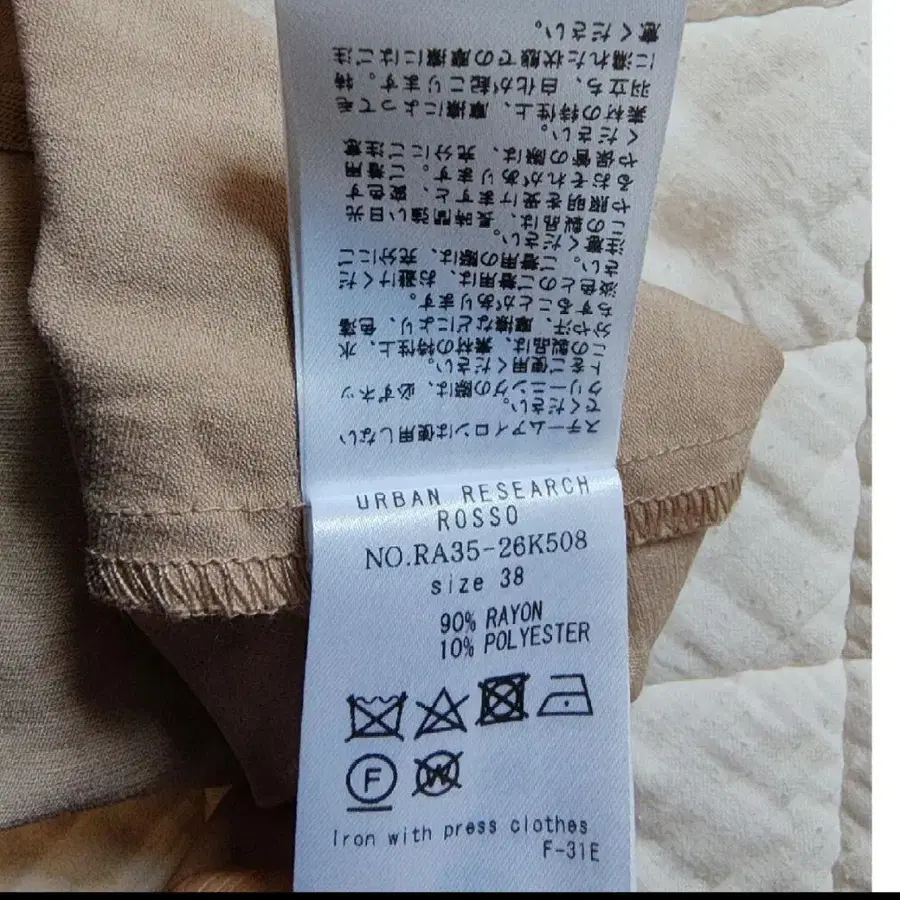 スチームアイロンは使用しない
でください。
クリーニングの際は、必ずネッ
トをご使用ください。
この製品は、素材の特性上、水
分や汗、摩擦などにより、色落
ちすることがあります。
淡色とのご着用は、お避けくだ
さい。ご着用の際は、充分にご
注意ください。
この製品は、長時間強い日光
や照明を受けますと、変色す
るおそれがあります。ご着用
や保管の際は、充分にご注意
ください。
素材の特性上、摩擦によって毛
羽立ち、白化が起こります。特
に濡れた状態での摩擦にはご注
意ください。
URBAN RESEARCH
ROSSO
NO.RA35-26K508
size 38
90% RAYON
10% POLYESTER
F W
Iron with press clothes
F-31E